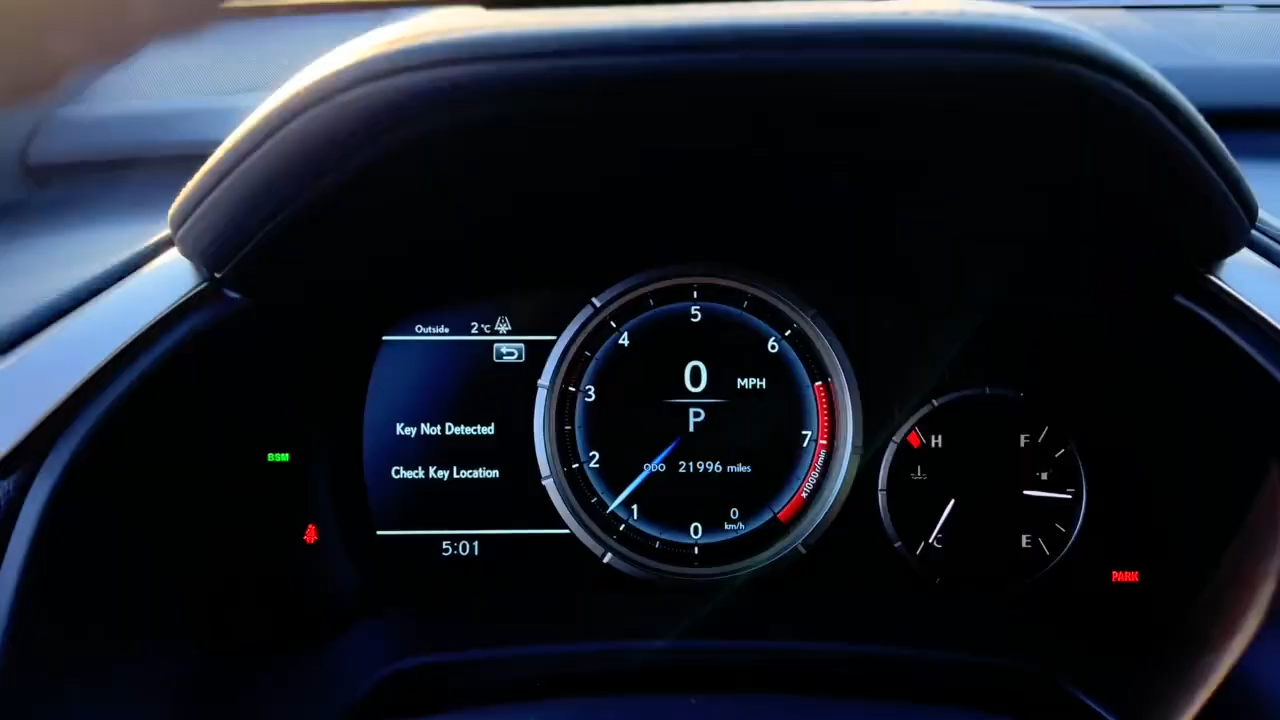 Outside 2°C
Key Not Detected
Check Key Location
5:01
BSM
0 MPH
P
ODO 21996 miles
0 km/h
0
1
2
3
4
5
6
7
x1000r/min
H
C
F
E
PARK